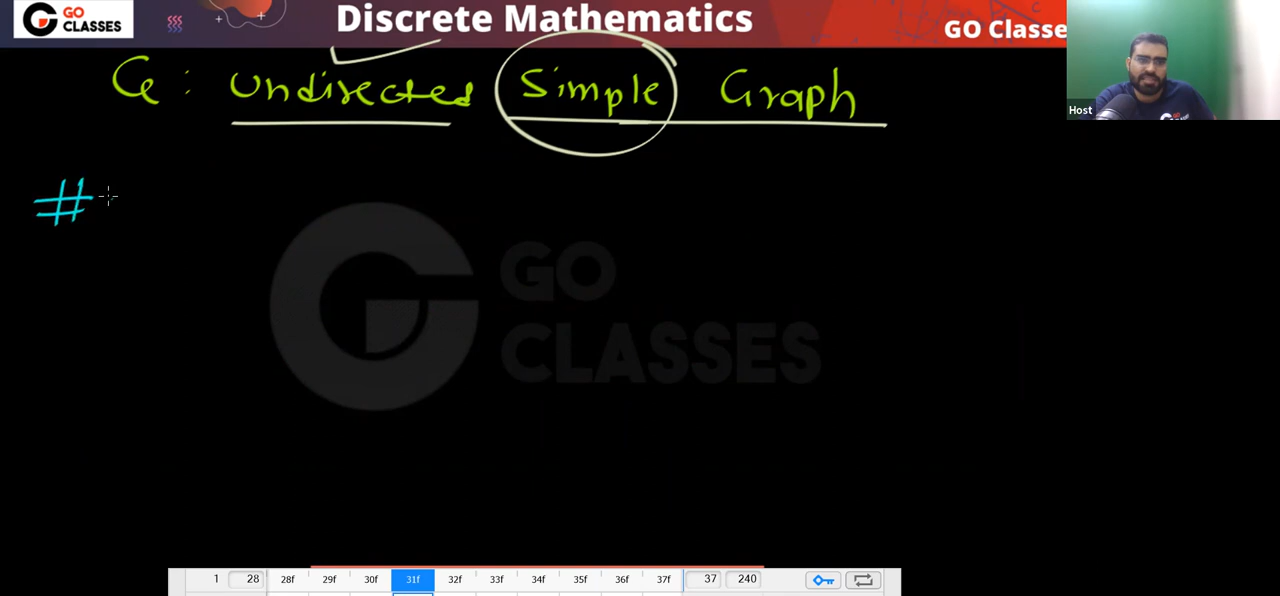 GO CLASSES
Discrete Mathematics
GO Classe
Host
G : Undirected Simple Graph
#
GO
CLASSES
1 28 28f 29f 30f 31f 32f 33f 34f 35f 36f 37f 37 240